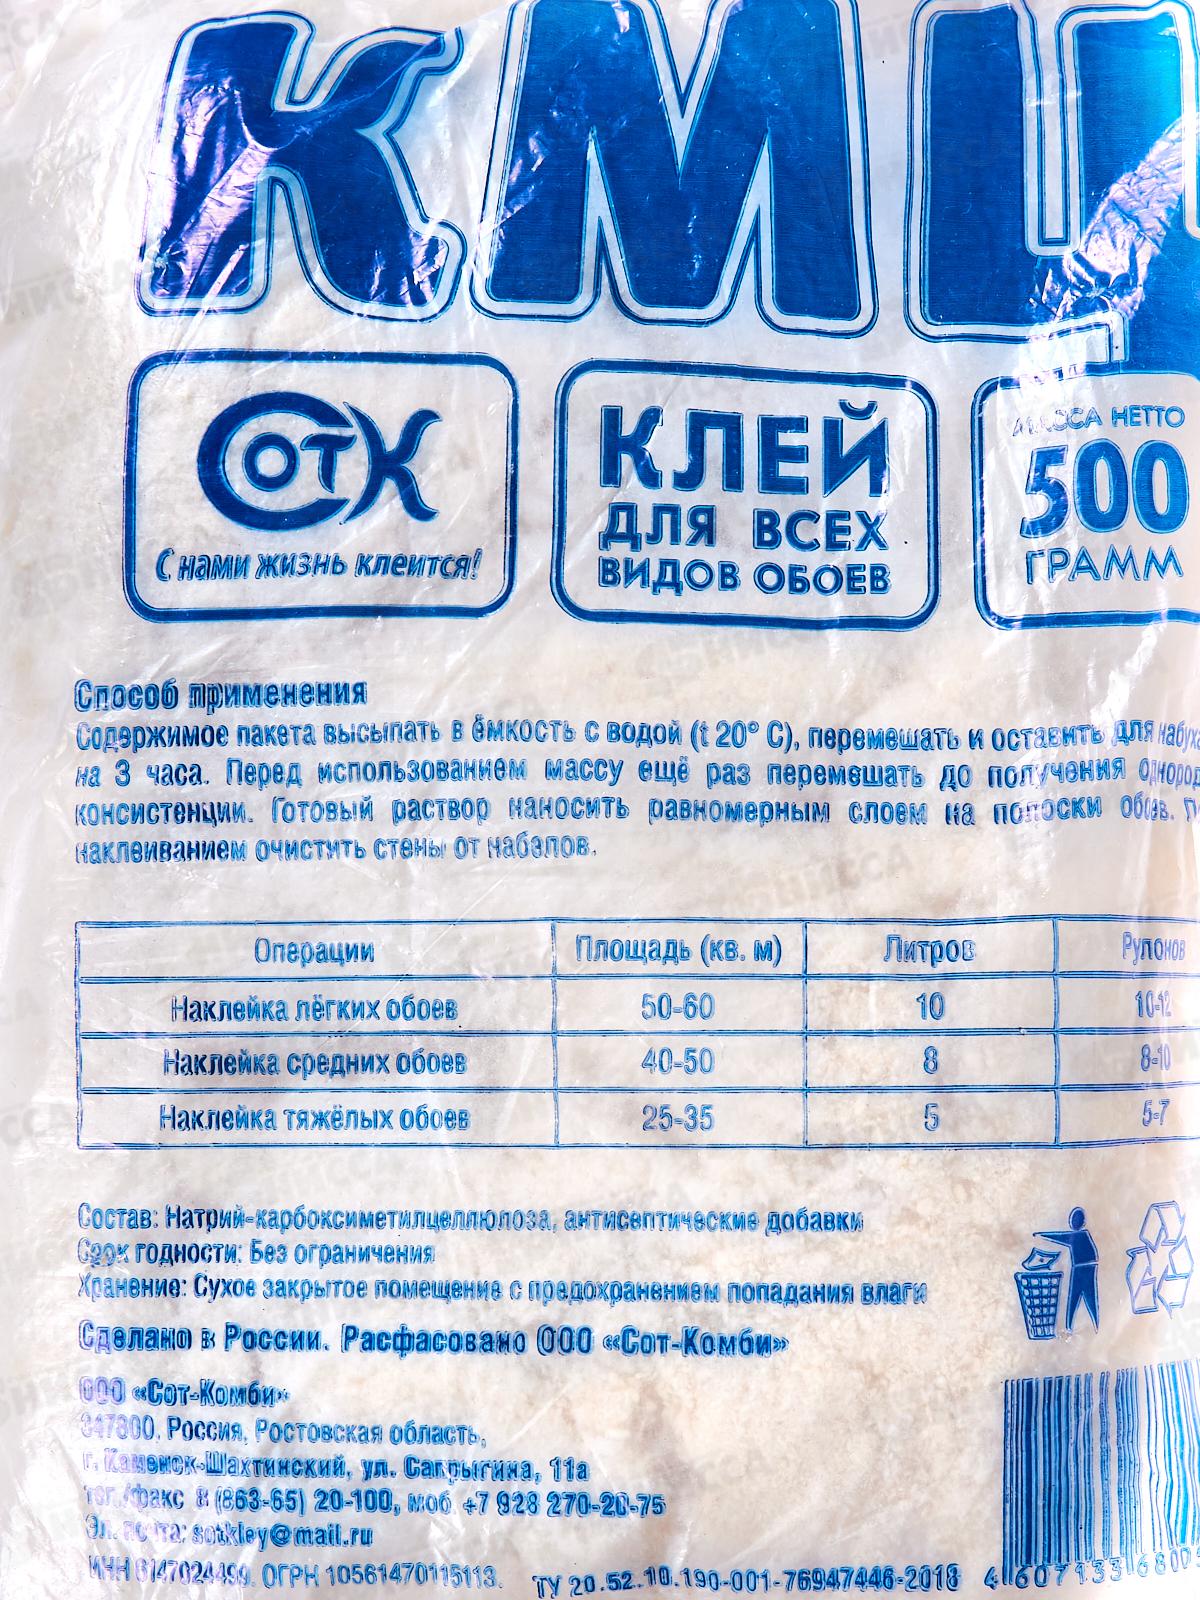 КМЦ
СОТК
С нами жизнь клеится!
КЛЕЙ
ДЛЯ ВСЕХ
ВИДОВ ОБОЕВ
МАССА НЕТТО
500
ГРАММ
Способ применения
Содержимое пакета высыпать в ёмкость с водой (t 20° C), перемешать и оставить для
на 3 часа. Перед использованием массу ещё раз перемешать до получения
консистенции. Готовый раствор наносить равномерным слоем на полоски обоев.
наклеиванием очистить стены от набелов.
Операции Площадь (кв. м) Литров Рулонов
Наклейка лёгких обоев 50-60 10 10-12
Наклейка средних обоев 40-50 8 8-10
Наклейка тяжёлых обоев 25-35 5 5-7
Состав: Натрий-карбоксиметилцеллюлоза, антисептические добавки
Срок годности: Без ограничения
Хранение: Сухое закрытое помещение с предохранением попадания влаги
Сделано в России. Расфасовано ООО «Сот-Комби»
ООО «Сот-Комби»
347800, Россия, Ростовская область,
г. Каменск-Шахтинский, ул. Сапрыгина, 11а
тел./факс 8 (863-65) 20-100, моб. +7 928 270-20-75
Эл. почта: sotkley@mail.ru
ИНН 6147024499. ОГРН 10561470115113. ТУ 20.52.10.190-001-76947446-2018
4 607133 6800